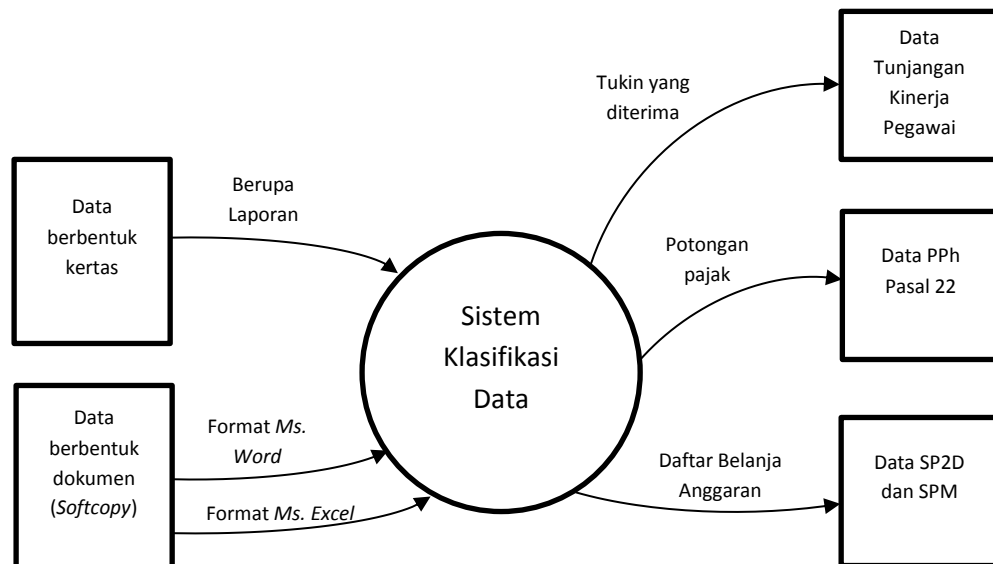 Data
berbentuk
kertas
Berupa
Laporan
Data
berbentuk
dokumen
(Softcopy)
Format Ms.
Word
Format Ms. Excel
Sistem
Klasifikasi
Data
Tukin yang
diterima
Data
Tunjangan
Kinerja
Pegawai
Potongan
pajak
Data PPh
Pasal 22
Daftar Belanja
Anggaran
Data SP2D
dan SPM